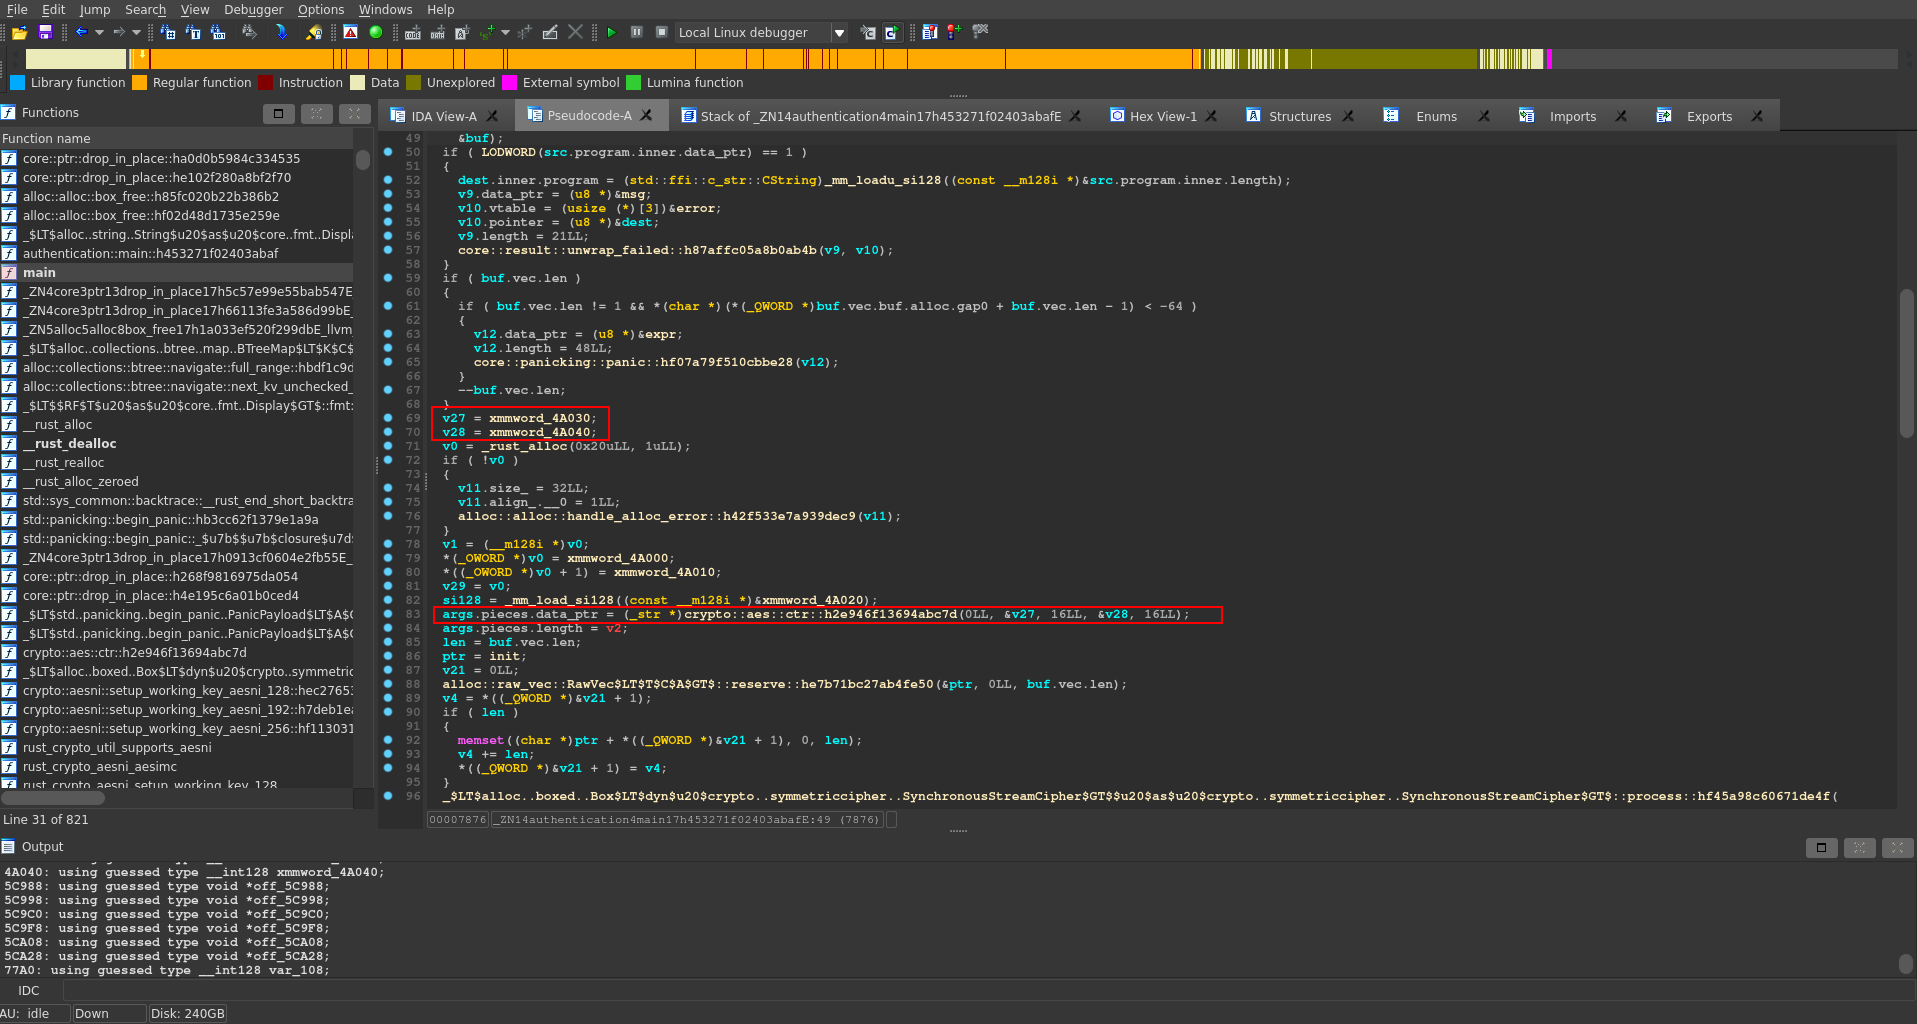 File Edit Jump Search View Debugger Options Windows Help
Local Linux debugger
Library function Regular function Instruction Data Unexplored External symbol Lumina function
Functions
IDA View-A Pseudocode-A Stack of _ZN14authentication4main17h453271f02403abafE Hex View-1 Structures Enums Imports Exports
Function name
core::ptr::drop_in_place::ha0d0b5984c334535
core::ptr::drop_in_place::he102f280a8bf2f70
alloc::alloc::box_free::h85fc020b22b386b2
alloc::alloc::box_free::hf02d48d1735e259e
_$LT$alloc..string..String$u20$as$u20$core..fmt..Displa
authentication::main::h453271f02403abaf
main
_ZN4core3ptr13drop_in_place17h5c57e99e55bab547E
_ZN4core3ptr13drop_in_place17h66113fe3a586d99bE_
_ZN5alloc5alloc8box_free17h1a033ef520f299dbE_llvm_
_$LT$alloc..collections..btree..map..BTreeMap$LT$K$C$
alloc::collections::btree::navigate::full_range::hbdf1c9d
alloc::collections::btree::navigate::next_kv_unchecked_
_$LT$$RF$T$u20$as$u20$core..fmt..Display$GT$::fmt:
__rust_alloc
__rust_dealloc
__rust_realloc
__rust_alloc_zeroed
std::sys_common::backtrace::__rust_end_short_backtra
std::panicking::begin_panic::hb3cc62f1379e1a9a
std::panicking::begin_panic::_$u7b$$u7b$closure$u7d$
_ZN4core3ptr13drop_in_place17h0913cf0604e2fb55E_
core::ptr::drop_in_place::h268f9816975da054
core::ptr::drop_in_place::h4e195c6a01b0ced4
_$LT$std..panicking..begin_panic..PanicPayload$LT$A$G
_$LT$std..panicking..begin_panic..PanicPayload$LT$A$G
crypto::aes::ctr::h2e946f13694abc7d
_$LT$alloc..boxed..Box$LT$dyn$u20$crypto..symmetric
crypto::aesni::setup_working_key_aesni_128::hec2765
crypto::aesni::setup_working_key_aesni_192::h7deb1ea
crypto::aesni::setup_working_key_aesni_256::hf113031
rust_crypto_util_supports_aesni
rust_crypto_aesni_aesimc
rust_crypto_aesni_setup_working_key_128
Line 31 of 821
49 &buf);
50 if ( LODWORD(src.program.inner.data_ptr) == 1 )
51 {
52 dest.inner.program = (std::ffi::c_str::CString)_mm_loadu_si128((const __m128i *)&src.program.inner.length);
53 v9.data_ptr = (u8 *)&msg;
54 v10.vtable = (usize (*)[3])&error;
55 v10.pointer = (u8 *)&dest;
56 v9.length = 21LL;
57 core::result::unwrap_failed::h87affc05a8b0ab4b(v9, v10);
58 }
59 if ( buf.vec.len )
60 {
61 if ( buf.vec.len != 1 && *(char *)(*(_QWORD *)buf.vec.buf.alloc.gap0 + buf.vec.len - 1) < -64 )
62 {
63 v12.data_ptr = (u8 *)&expr;
64 v12.length = 48LL;
65 core::panicking::panic::hf07a79f510cbbe28(v12);
66 }
67 --buf.vec.len;
68 }
69 v27 = xmmword_4A030;
70 v28 = xmmword_4A040;
71 v0 = _rust_alloc(0x20uLL, 1uLL);
72 if ( !v0 )
73 {
74 v11.size_ = 32LL;
75 v11.align_.__0 = 1LL;
76 alloc::alloc::handle_alloc_error::h42f533e7a939dec9(v11);
77 }
78 v1 = (__m128i *)v0;
79 *(_OWORD *)v0 = xmmword_4A000;
80 *((_OWORD *)v0 + 1) = xmmword_4A010;
81 v29 = v0;
82 si128 = _mm_load_si128((const __m128i *)&xmmword_4A020);
83 args.pieces.data_ptr = (_str *)crypto::aes::ctr::h2e946f13694abc7d(0LL, &v27, 16LL, &v28, 16LL);
84 args.pieces.length = v2;
85 len = buf.vec.len;
86 ptr = init;
87 v21 = 0LL;
88 alloc::raw_vec::RawVec$LT$T$C$A$GT$::reserve::he7b71bc27ab4fe50(&ptr, 0LL, buf.vec.len);
89 v4 = *((_QWORD *)&v21 + 1);
90 if ( len )
91 {
92 memset((char *)ptr + *((_QWORD *)&v21 + 1), 0, len);
93 v4 += len;
94 *((_QWORD *)&v21 + 1) = v4;
95 }
96 _$LT$alloc..boxed..Box$LT$dyn$u20$crypto..symmetriccipher..SynchronousStreamCipher$GT$$u20$as$u20$crypto..symmetriccipher..SynchronousStreamCipher$GT$::process::hf45a98c60671de4f(
00007876 _ZN14authentication4main17h453271f02403abafE:49 (7876)
Output
4A040: using guessed type __int128 xmmword_4A040;
5C988: using guessed type void *off_5C988;
5C998: using guessed type void *off_5C998;
5C9C0: using guessed type void *off_5C9C0;
5C9F8: using guessed type void *off_5C9F8;
5CA08: using guessed type void *off_5CA08;
5CA28: using guessed type void *off_5CA28;
77A0: using guessed type __int128 var_108;
IDC
AU: idle Down Disk: 240GB